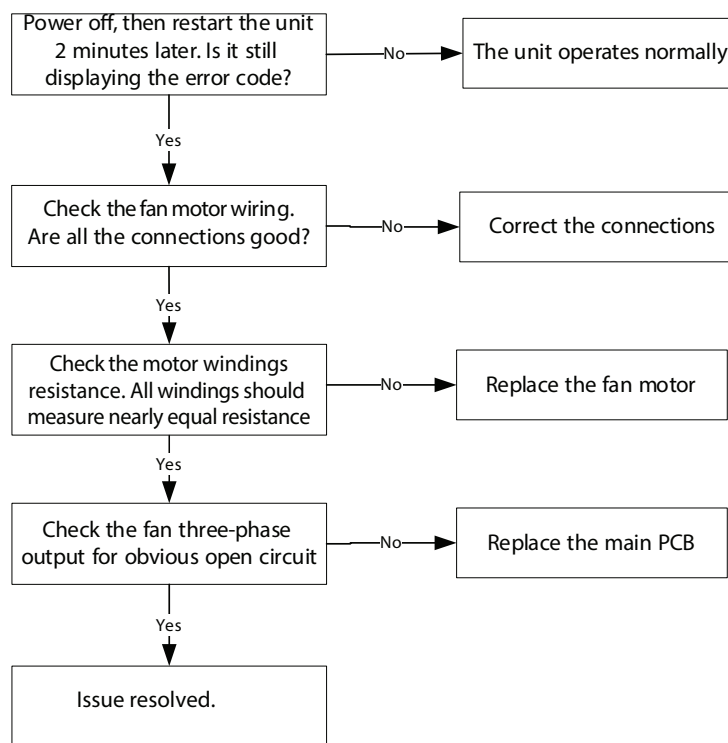 Power off, then restart the unit
2 minutes later. Is it still
displaying the error code?
No
The unit operates normally
Yes
Check the fan motor wiring.
Are all the connections good?
No
Correct the connections
Yes
Check the motor windings
resistance. All windings should
measure nearly equal resistance
No
Replace the fan motor
Yes
Check the fan three-phase
output for obvious open circuit
No
Replace the main PCB
Yes
Issue resolved.